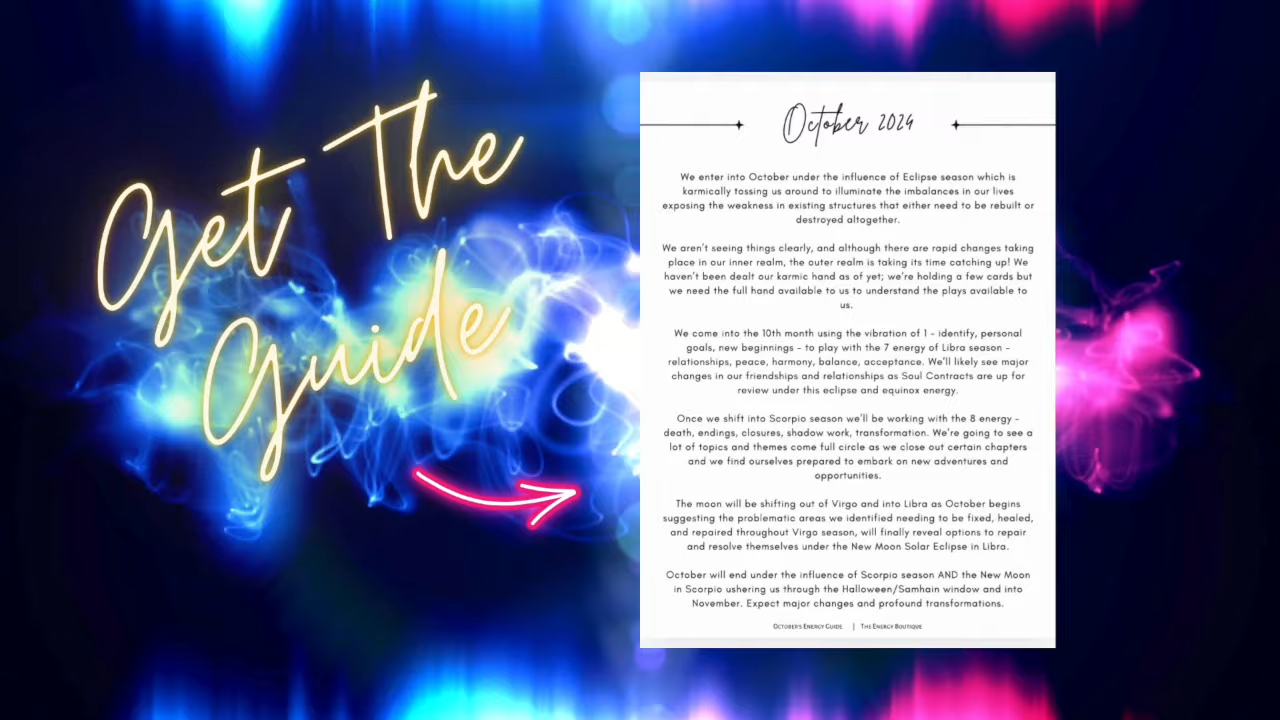 Get The
Guide
October 2024
We enter into October under the influence of Eclipse season which is
karmically tossing us around to illuminate the imbalances in our lives
exposing the weakness in existing structures that either need to be rebuilt or
destroyed altogether.
We aren't seeing things clearly, and although there are rapid changes taking
place in our inner realm, the outer realm is taking its time catching up! We
haven't been dealt our karmic hand as of yet; we're holding a few cards but
we need the full hand available to us to understand the plays available to
us.
We come into the 10th month using the vibration of 1 - identify, personal
goals, new beginnings - to play with the 7 energy of Libra season -
relationships, peace, harmony, balance, acceptance. We'll likely see major
changes in our friendships and relationships as Soul Contracts are up for
review under this eclipse and equinox energy.
Once we shift into Scorpio season we'll be working with the 8 energy -
death, endings, closures, shadow work, transformation. We're going to see a
lot of topics and themes come full circle as we close out certain chapters
and we find ourselves prepared to embark on new adventures and
opportunities.
The moon will be shifting out of Virgo and into Libra as October begins
suggesting the problematic areas we identified needing to be fixed, healed,
and repaired throughout Virgo season, will finally reveal options to repair
and resolve themselves under the New Moon Solar Eclipse in Libra.
October will end under the influence of Scorpio season AND the New Moon
in Scorpio ushering us through the Halloween/Samhain window and into
November. Expect major changes and profound transformations.
October's Energy Guide | The Energy Boutique